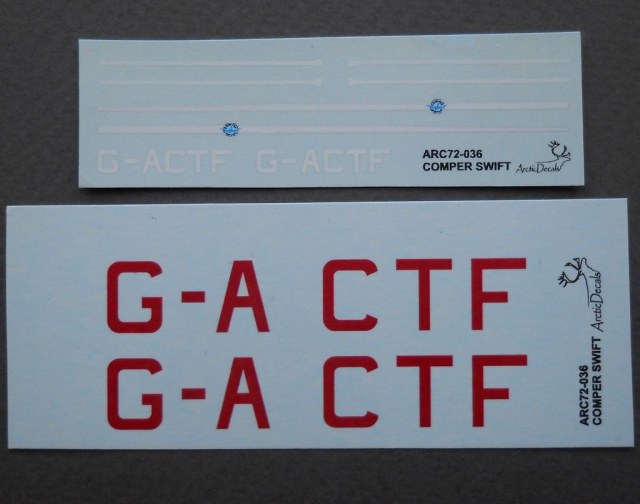 G-ACTF G-ACTF
ARC72-036
COMPER SWIFT
ArcticDecals
G-A CTF
G-A CTF
ARC72-036
COMPER SWIFT
ArcticDecals